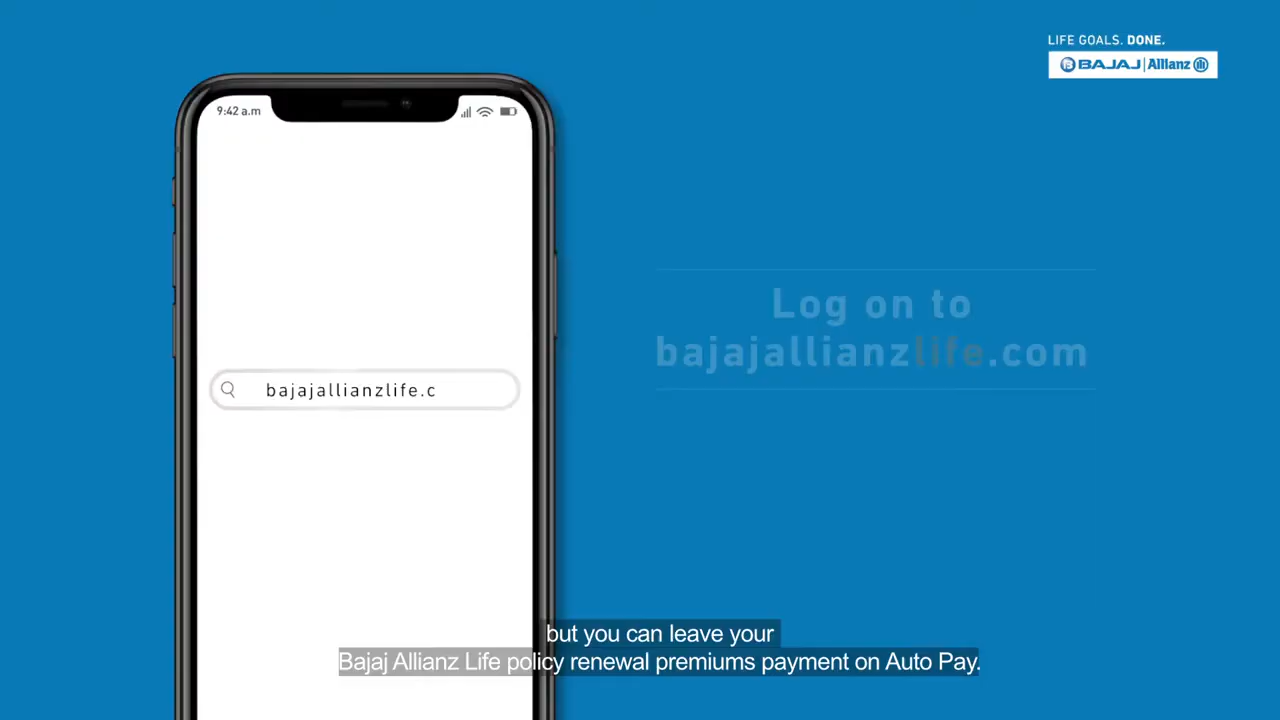 LIFE GOALS. DONE.
BAJAJ | Allianz
9:42 a.m
Log on to
bajajallianzlife.com
bajajallianzlife.c
but you can leave your
Bajaj Allianz Life policy renewal premiums payment on Auto Pay.